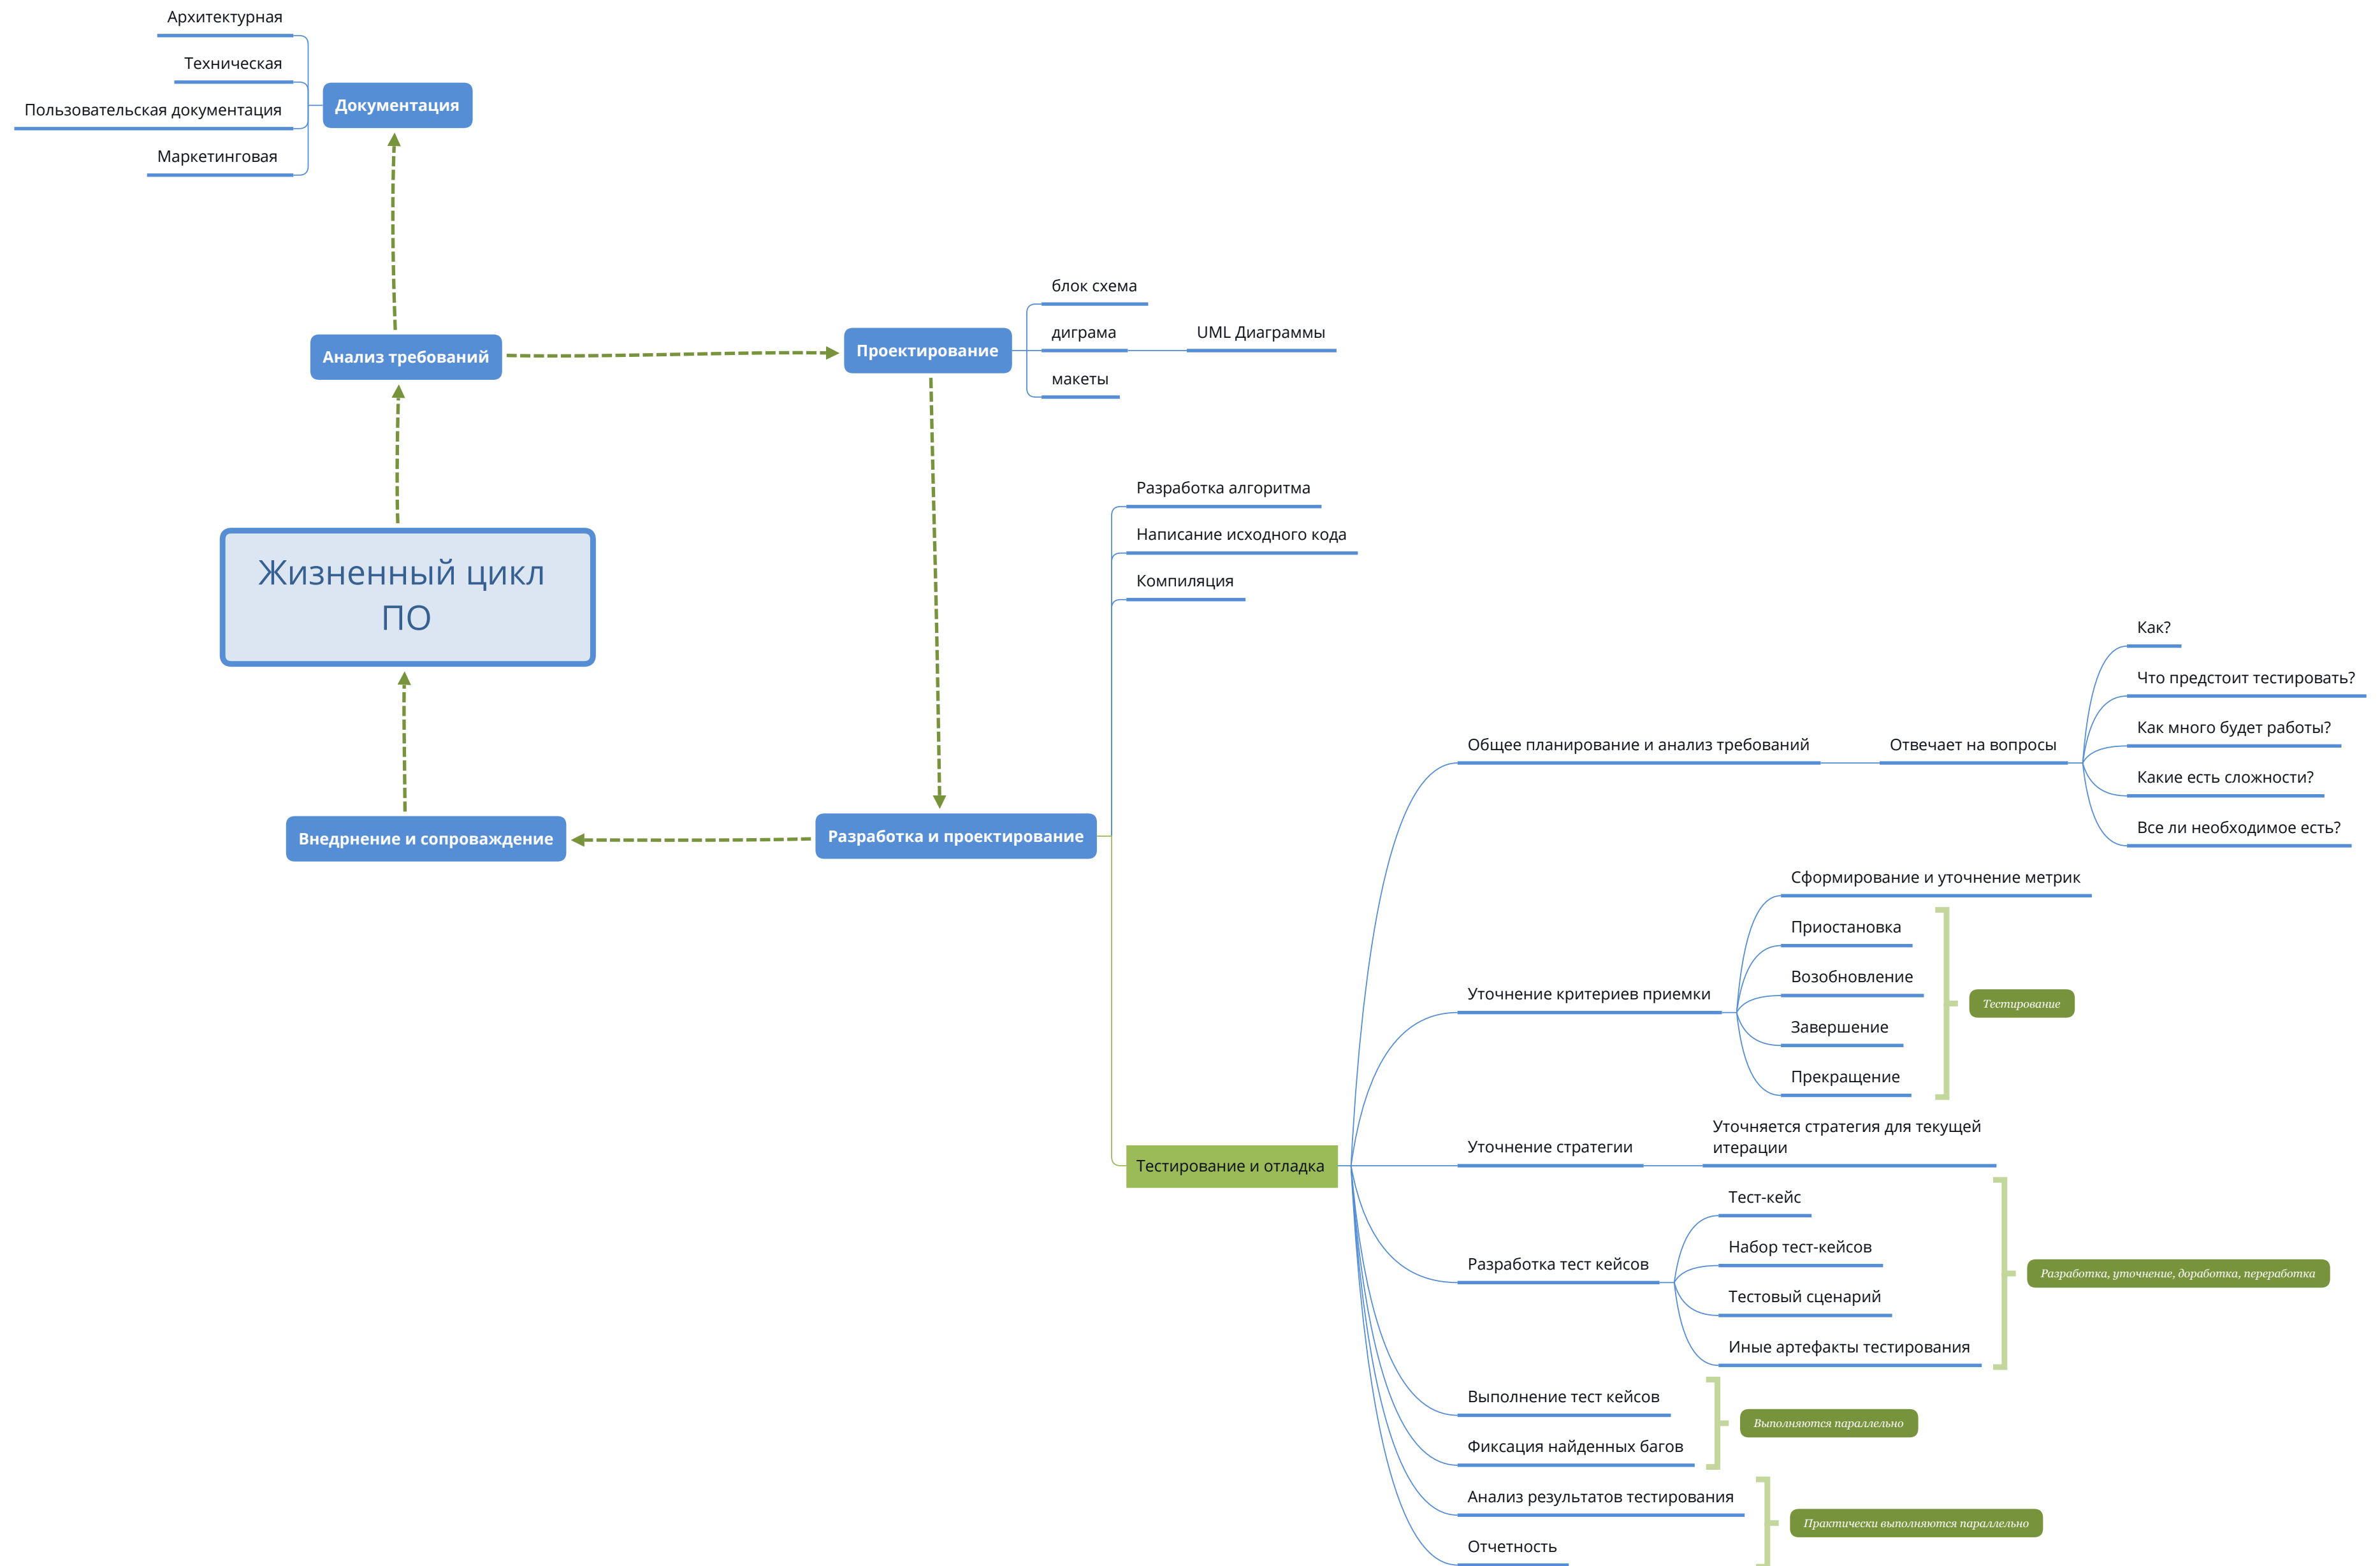 Архитектурная
Техническая
Пользовательская документация
Маркетинговая
Документация
Анализ требований
Проектирование
блок схема
диграма
UML Диаграммы
макеты
Жизненный цикл
ПО
Внедрнение и сопроваждение
Разработка и проектирование
Разработка алгоритма
Написание исходного кода
Компиляция
Тестирование и отладка
Общее планирование и анализ требований
Отвечает на вопросы
Как?
Что предстоит тестировать?
Как много будет работы?
Какие есть сложности?
Все ли необходимое есть?
Уточнение критериев приемки
Сформирование и уточнение метрик
Приостановка
Возобновление
Завершение
Прекращение
Тестирование
Уточнение стратегии
Уточняется стратегия для текущей
итерации
Разработка тест кейсов
Тест-кейс
Набор тест-кейсов
Тестовый сценарий
Иные артефакты тестирования
Разработка, уточнение, доработка, переработка
Выполнение тест кейсов
Фиксация найденных багов
Выполняются параллельно
Анализ результатов тестирования
Отчетность
Практически выполняются параллельно